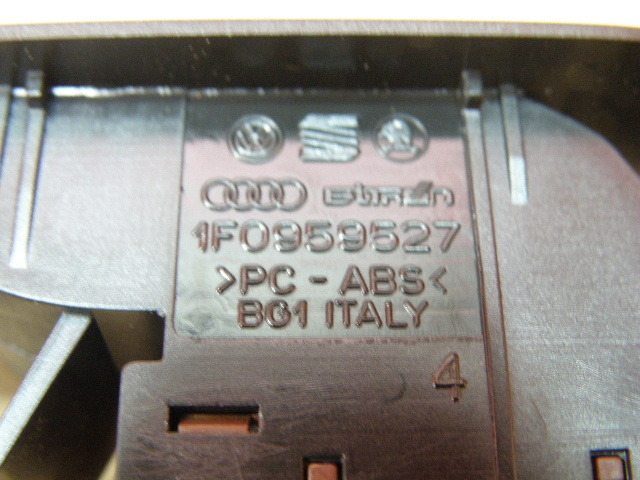 1F0959527
>PC - ABS<
BG1 ITALY
4